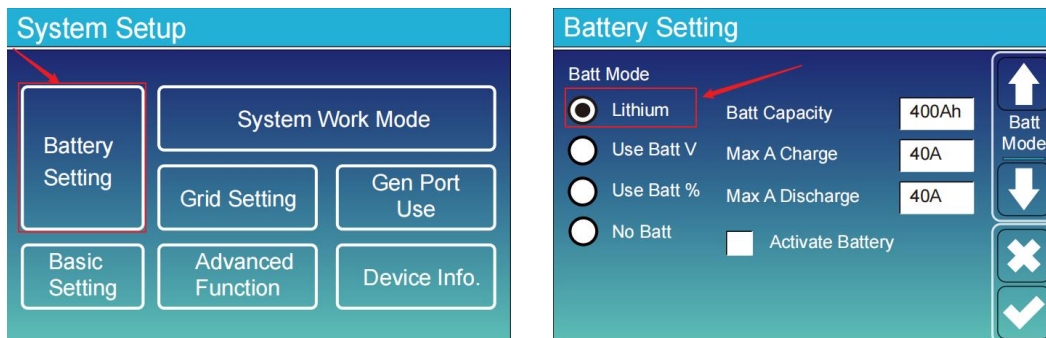 System Setup
Battery
Setting
System Work Mode
Grid Setting
Gen Port
Use
Basic
Setting
Advanced
Function
Device Info.
Battery Setting
Batt Mode
Lithium
Batt Capacity
400Ah
Use Batt V
Max A Charge
40A
Use Batt %
Max A Discharge
40A
No Batt
Activate Battery
Batt
Mode